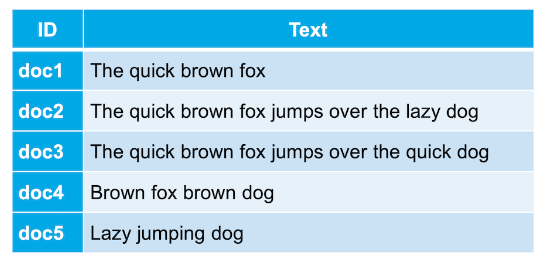 ID Text
doc1 The quick brown fox
doc2 The quick brown fox jumps over the lazy dog
doc3 The quick brown fox jumps over the quick dog
doc4 Brown fox brown dog
doc5 Lazy jumping dog